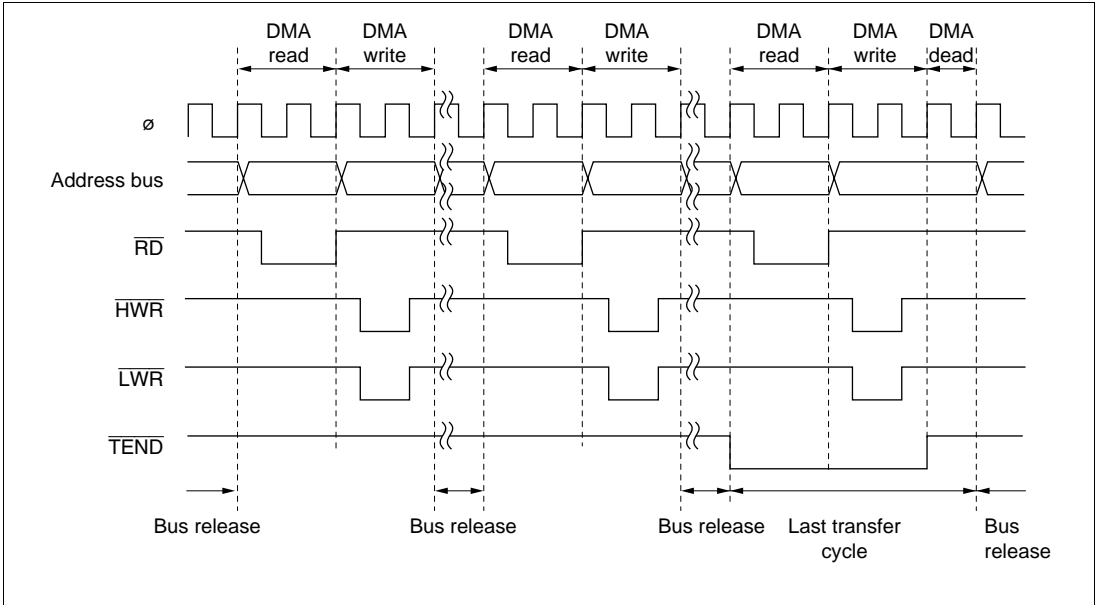 DMA read
DMA write
DMA read
DMA write
DMA read
DMA write
DMA dead
ø
Address bus
RD
HWR
LWR
TEND
Bus release
Bus release
Bus release
Last transfer cycle
Bus release